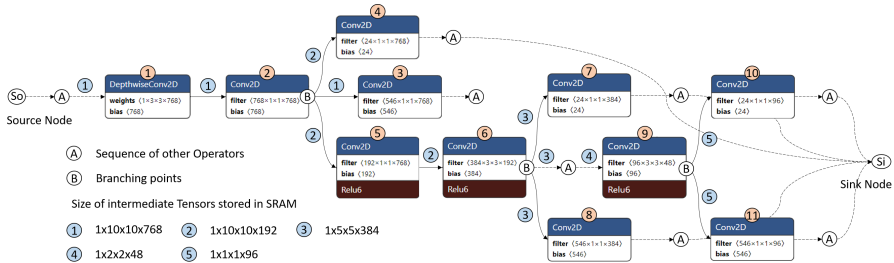 4
Conv2D
filter ⟨24×1×1×768⟩
bias ⟨24⟩
A
2
1
DepthwiseConv2D
weights ⟨1×3×3×768⟩
bias ⟨768⟩
2
Conv2D
filter ⟨768×1×1×768⟩
bias ⟨768⟩
3
Conv2D
filter ⟨546×1×1×768⟩
bias ⟨546⟩
7
Conv2D
filter ⟨24×1×1×384⟩
bias ⟨24⟩
10
Conv2D
filter ⟨24×1×1×96⟩
bias ⟨24⟩
So
A
1
1
B
1
A
A
A
Source Node
3
2
5
Conv2D
filter ⟨192×1×1×768⟩
bias ⟨192⟩
Relu6
2
6
Conv2D
filter ⟨384×3×3×192⟩
bias ⟨384⟩
Relu6
B
3
A
4
9
Conv2D
filter ⟨96×3×3×48⟩
bias ⟨96⟩
Relu6
B
5
Si
Sink Node
A Sequence of other Operators
B Branching points
5
3
8
Conv2D
filter ⟨546×1×1×384⟩
bias ⟨546⟩
A
11
Conv2D
filter ⟨546×1×1×96⟩
bias ⟨546⟩
A
Size of intermediate Tensors stored in SRAM
1 1x10x10x768 2 1x10x10x192 3 1x5x5x384
4 1x2x2x48 5 1x1x1x96